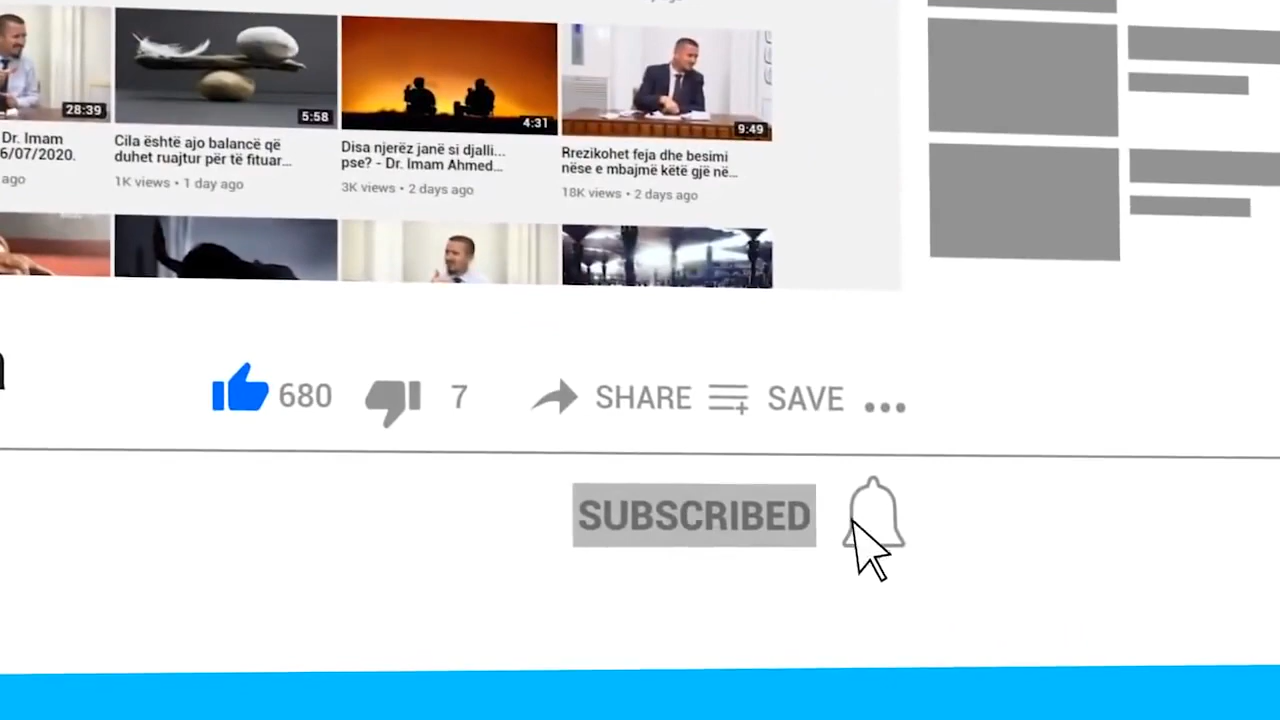 28:39
5:58
4:31
9:49
Dr. Imam
6/07/2020.
ago
Cila është ajo balancë që
duhet ruajtur për të fituar...
1K views • 1 day ago
Disa njerëz janë si djalli...
pse? - Dr. Imam Ahmed...
3K views • 2 days ago
Rrezikohet feja dhe besimi
nëse e mbajmë këtë gjë në...
18K views • 2 days ago
680
7
SHARE
SAVE
SUBSCRIBED